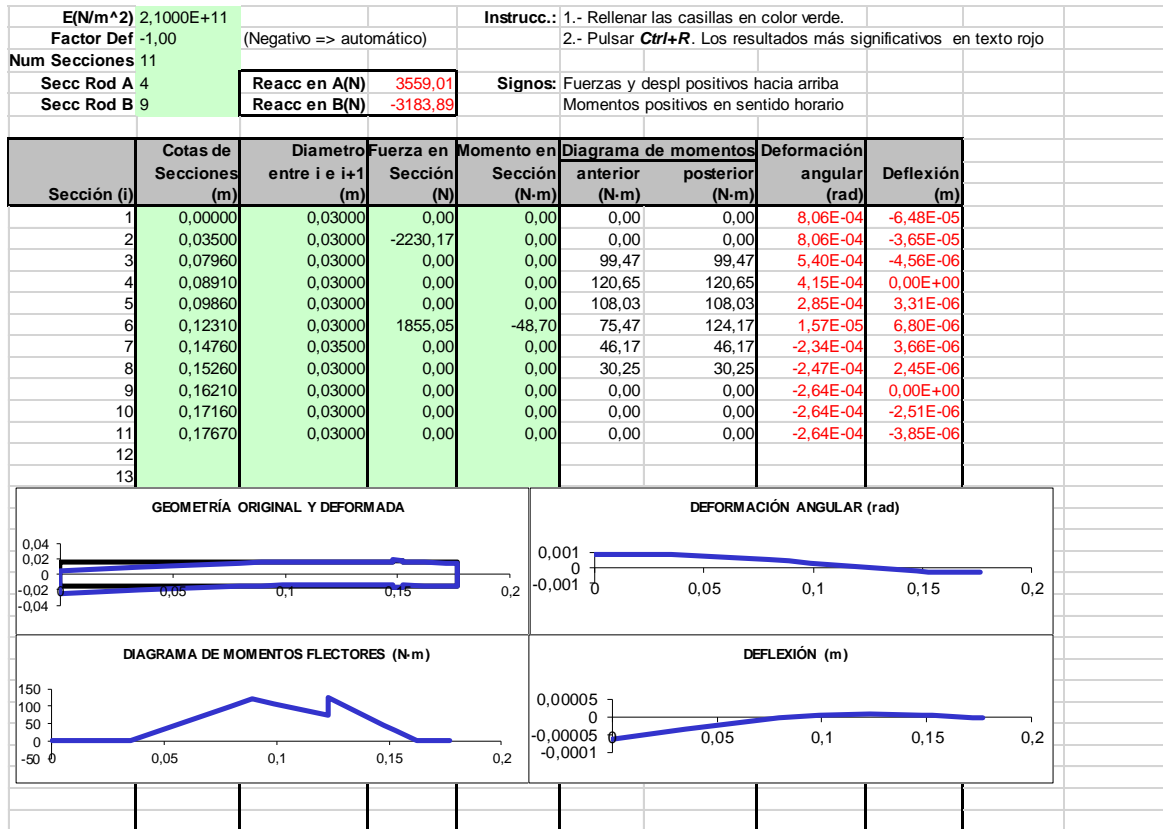 E(N/m^2) 2,1000E+11 Instrucc.: 1.- Rellenar las casillas en color verde.
Factor Def -1,00 (Negativo => automático) 2.- Pulsar Ctrl+R. Los resultados más significativos en texto rojo
Num Secciones 11
Secc Rod A 4 Reacc en A(N) 3559,01 Signos: Fuerzas y despl positivos hacia arriba
Secc Rod B 9 Reacc en B(N) -3183,89 Momentos positivos en sentido horario
Cotas de Diametro Fuerza en Momento en Diagrama de momentos Deformación
Secciones entre i e i+1 Sección Sección anterior posterior angular Deflexión
Sección (i) (m) (m) (N) (N·m) (N·m) (N·m) (rad) (m)
1 0,00000 0,03000 0,00 0,00 0,00 0,00 8,06E-04 -6,48E-05
2 0,03500 0,03000 -2230,17 0,00 0,00 0,00 8,06E-04 -3,65E-05
3 0,07960 0,03000 0,00 0,00 99,47 99,47 5,40E-04 -4,56E-06
4 0,08910 0,03000 0,00 0,00 120,65 120,65 4,15E-04 0,00E+00
5 0,09860 0,03000 0,00 0,00 108,03 108,03 2,85E-04 3,31E-06
6 0,12310 0,03000 1855,05 -48,70 75,47 124,17 1,57E-05 6,80E-06
7 0,14760 0,03500 0,00 0,00 46,17 46,17 -2,34E-04 3,66E-06
8 0,15260 0,03000 0,00 0,00 30,25 30,25 -2,47E-04 2,45E-06
9 0,16210 0,03000 0,00 0,00 0,00 0,00 -2,64E-04 0,00E+00
10 0,17160 0,03000 0,00 0,00 0,00 0,00 -2,64E-04 -2,51E-06
11 0,17670 0,03000 0,00 0,00 0,00 0,00 -2,64E-04 -3,85E-06
12
13
GEOMETRÍA ORIGINAL Y DEFORMADA
0,04
0,02
0
-0,02
-0,04
0 0,05 0,1 0,15 0,2
DEFORMACIÓN ANGULAR (rad)
0,001
0
-0,001
0 0,05 0,1 0,15 0,2
DIAGRAMA DE MOMENTOS FLECTORES (N·m)
150
100
50
0
-50
0 0,05 0,1 0,15 0,2
DEFLEXIÓN (m)
0,00005
0
-0,00005
-0,0001
0 0,05 0,1 0,15 0,2